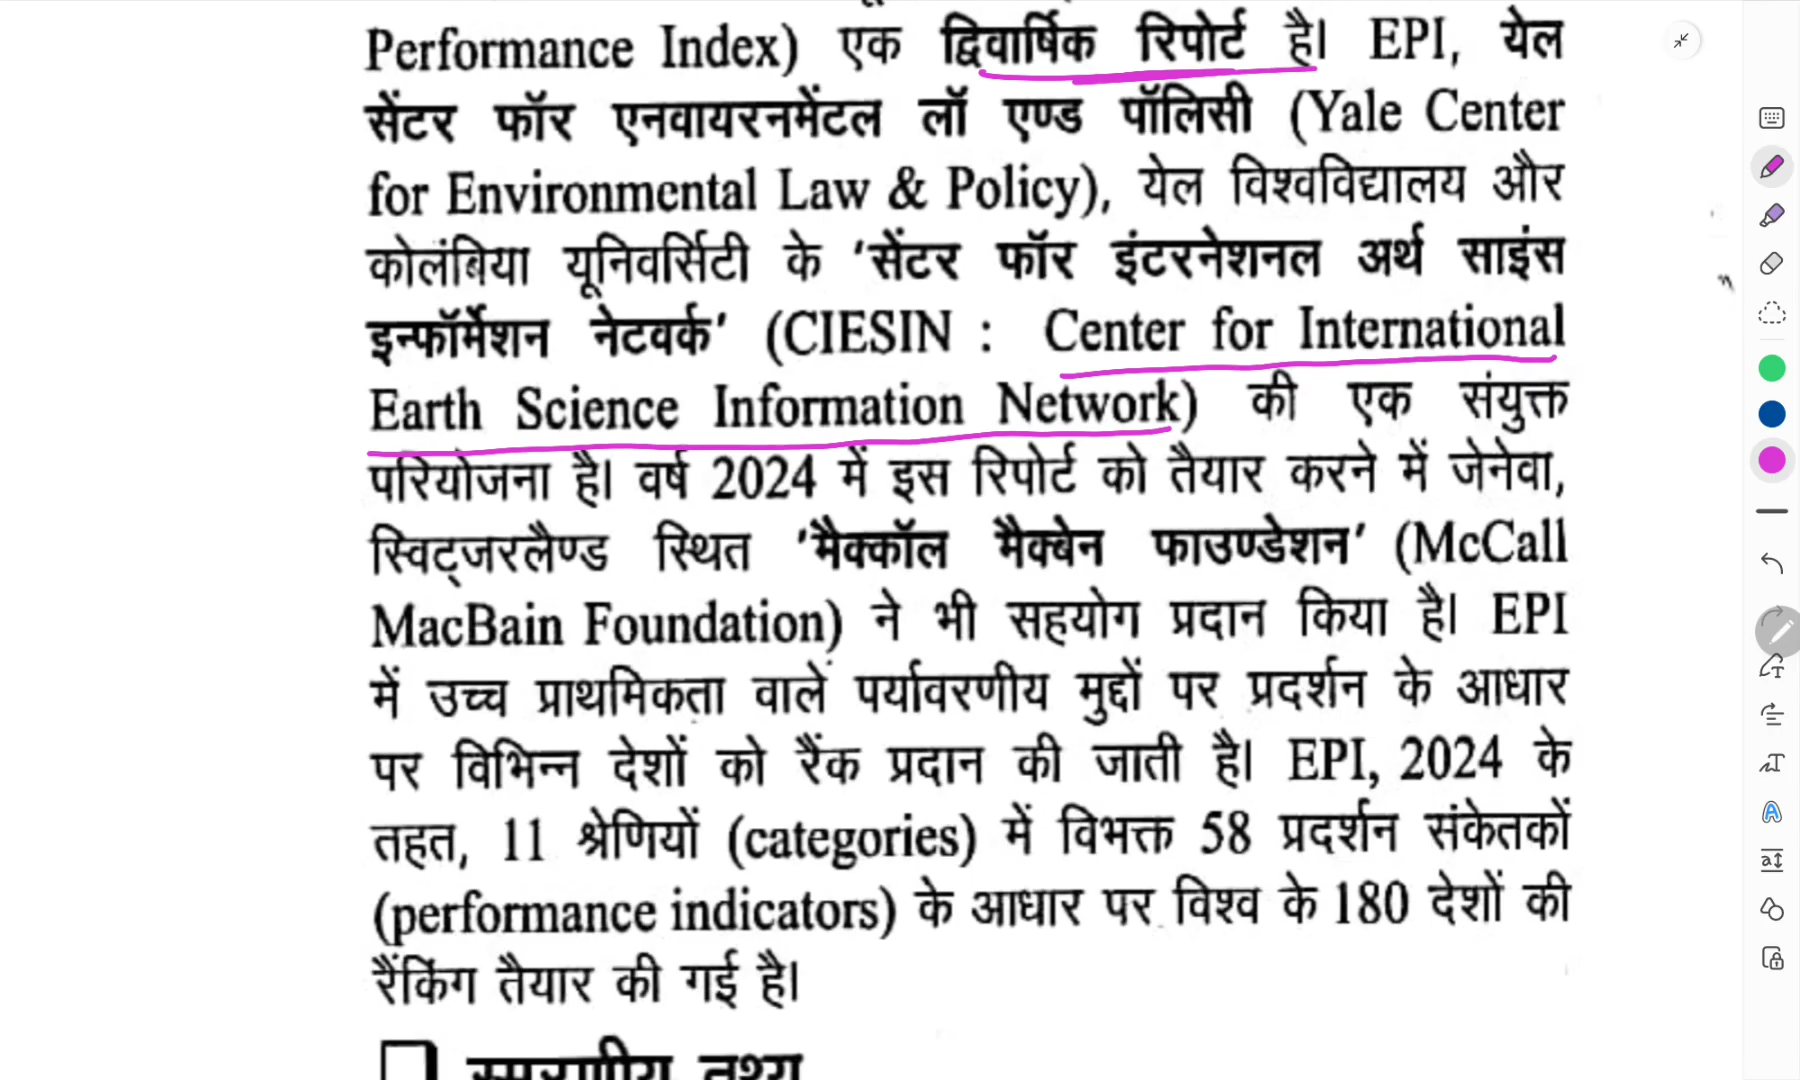 Performance Index) एक द्विवार्षिक रिपोर्ट है। EPI, येल
सेंटर फॉर एनवायरनमेंटल लॉ एण्ड पॉलिसी (Yale Center
for Environmental Law & Policy), येल विश्वविद्यालय और
कोलंबिया यूनिवर्सिटी के 'सेंटर फॉर इंटरनेशनल अर्थ साइंस
इन्फॉर्मेशन नेटवर्क' (CIESIN : Center for International
Earth Science Information Network) की एक संयुक्त
परियोजना है। वर्ष 2024 में इस रिपोर्ट को तैयार करने में जेनेवा,
स्विट्जरलैण्ड स्थित 'मैक्कॉल मैक्बेन फाउण्डेशन' (McCall
MacBain Foundation) ने भी सहयोग प्रदान किया है। EPI
में उच्च प्राथमिकता वाले पर्यावरणीय मुद्दों पर प्रदर्शन के आधार
पर विभिन्न देशों को रैंक प्रदान की जाती है। EPI, 2024 के
तहत, 11 श्रेणियों (categories) में विभक्त 58 प्रदर्शन संकेतकों
(performance indicators) के आधार पर विश्व के 180 देशों की
रैंकिंग तैयार की गई है।
स्मरणीय तथ्य